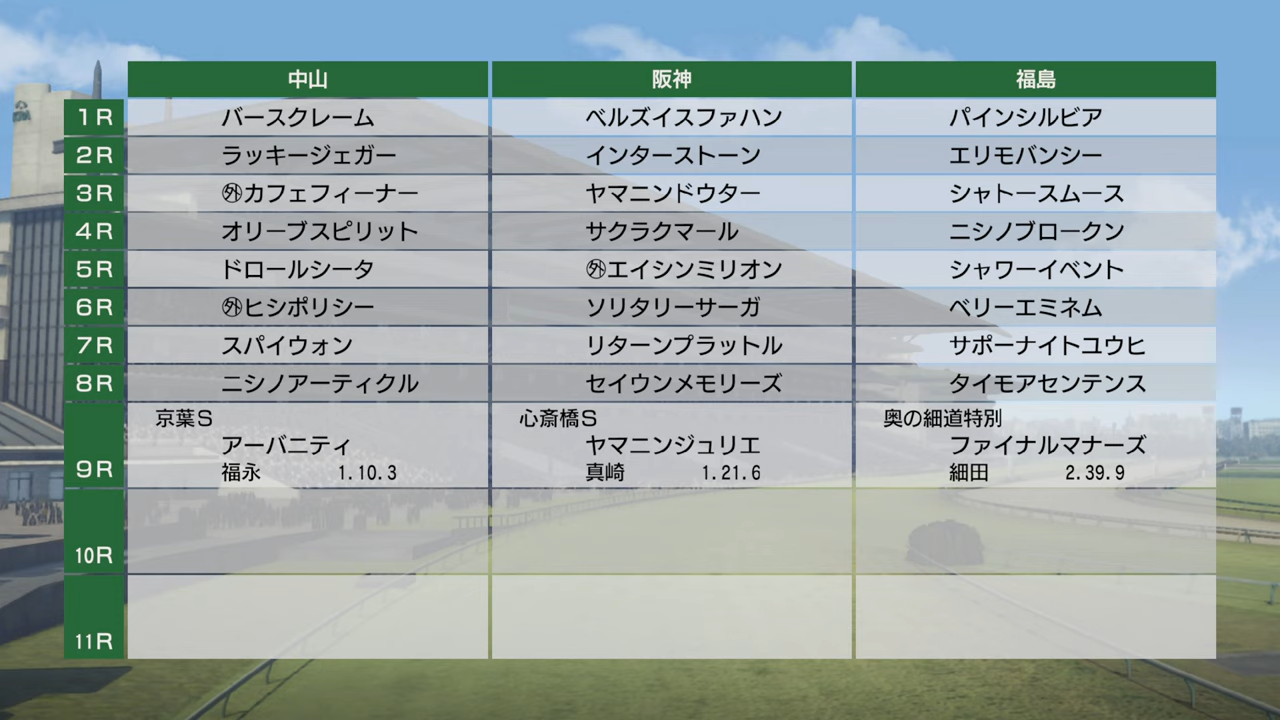 中山 阪神 福島
1R バースクレーム ベルズイスファハン パインシルビア
2R ラッキージェガー インターストーン エリモバンシー
3R ㋕カフェフィーナー ヤマニンドウター シャトースムース
4R オリーブスピリット サクラクマール ニシノブロークン
5R ドロールシータ 外エイシンミリオン シャワーイベント
6R 外ヒシポリシー ソリタリーサーガ ベリーエミネム
7R スパイウォン リターンプラットル サポーナイトユウヒ
8R ニシノアーティクル セイウンメモリーズ タイモアセンテンス
京葉S 心斎橋S 奥の細道特別
アーバニティ ヤマニンジュリエ ファイナルマナーズ
9R 福永 1.10.3 真崎 1.21.6 細田 2.39.9
10R
11R